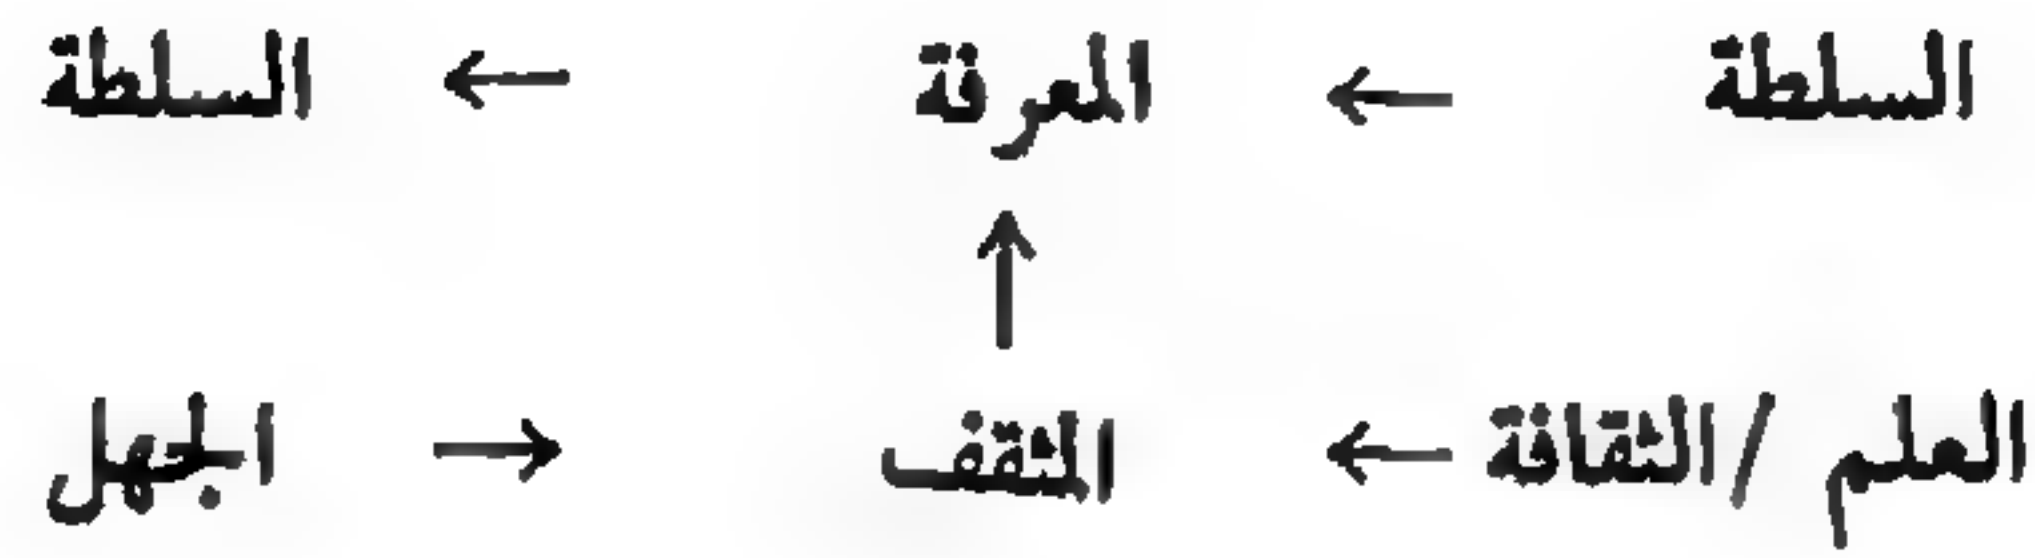 السلطة ← المعرفة ← السلطة
↑
العلم / الثقافة ← المثقف → الجهل